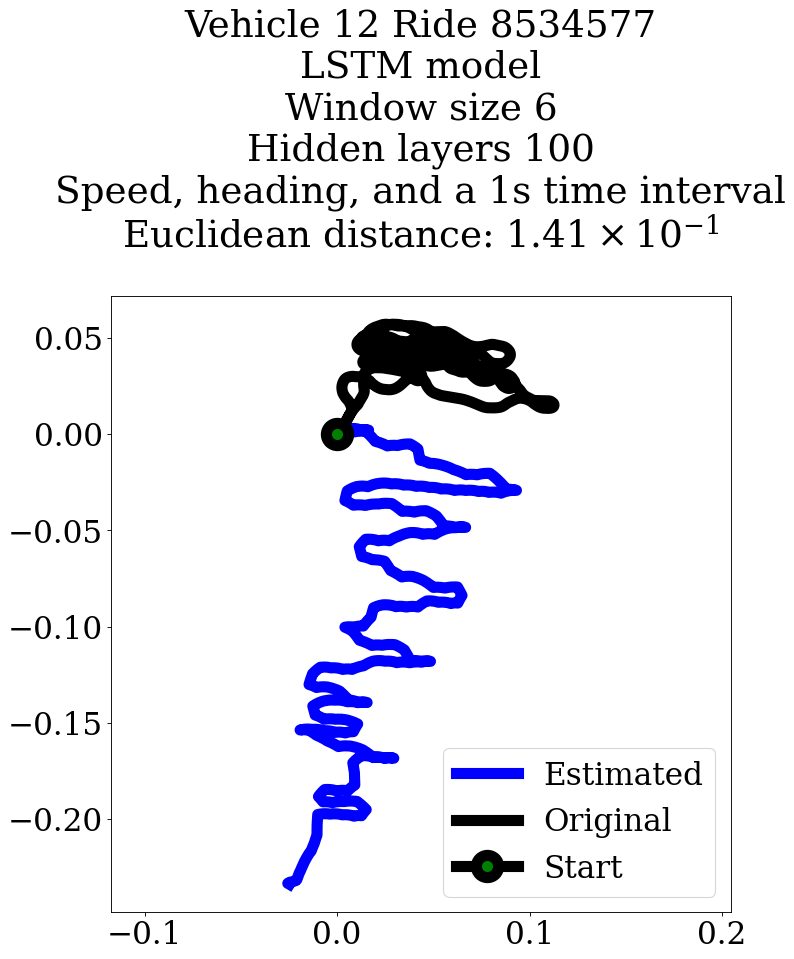 Vehicle 12 Ride 8534577
LSTM model
Window size 6
Hidden layers 100
Speed, heading, and a 1s time interval
Euclidean distance: 1.41 × 10⁻¹
0.05
0.00
−0.05
−0.10
−0.15
−0.20
Estimated
Original
Start
−0.1 0.0 0.1 0.2